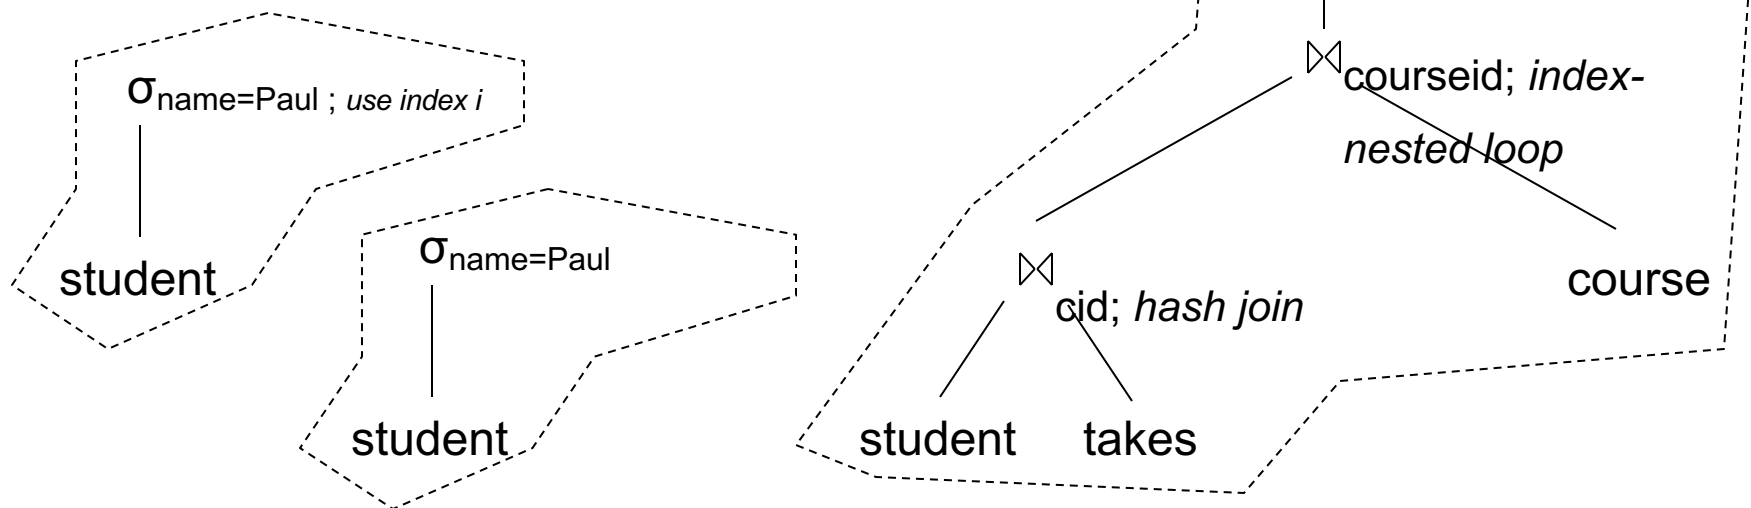 σname=Paul ; use index i
student
σname=Paul
student
⋈courseid; index-
nested loop
course
⋈cid; hash join
student takes